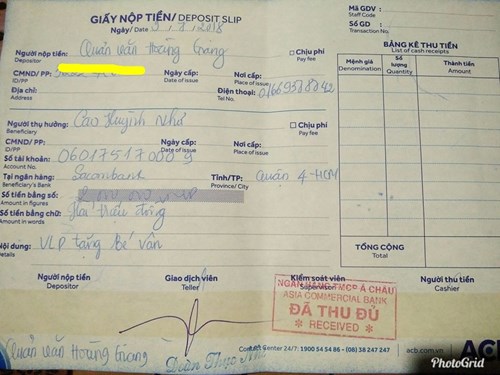 GIẤY NỘP TIỀN/ DEPOSIT SLIP
Ngày/ Date 9/8/2018
Mã GDV :
Staff Code
Số GD :
Transaction No.
Người nộp tiền: Quán Văn Hoàng Giang
Depositor
Chịu phí
Pay fee
CMND/ PP:
ID/PP
Ngày cấp:
Date of issue
Nơi cấp:
Place of issue
Địa chỉ:
Address
Điện thoại:
Tel No.
Người thụ hưởng: Cao Huỳnh Như
Beneficiary
Chịu phí
Pay fee
CMND/ PP
ID/PP
Ngày cấp:
Date of issue
Nơi cấp:
Place of issue
Số tài khoản: 060175170009
Account No.
Tại ngân hàng: Sacombank
Beneficiary's Bank
Tỉnh/TP: Quận 4-HCM
Province/ City
Số tiền bằng số:
Amount in figures
Số tiền bằng chữ: Hai triệu đồng
Amount in words
Nội dung: VLP tặng bé Vân
Details
BẢNG KÊ THU TIỀN
List of cash receipts
Mệnh giá
Denomination
Số lượng
Quantity
Thành tiền
Amount
TỔNG CỘNG
Total
Người nộp tiền
Depositor
Giao dịch viên
Teller
Kiểm soát viên
Supervisor
Người thu tiền
Cashier
NGÂN HÀNG TMCP Á CHÂU
ASIA COMMERCIAL BANK
ĐÃ THU ĐỦ
RECEIVED
Quán Văn Hoàng Giang
Contact Center 24/7: 1900 54 54 86 - (08) 38 247 247
acb.com.vn
PhotoGrid